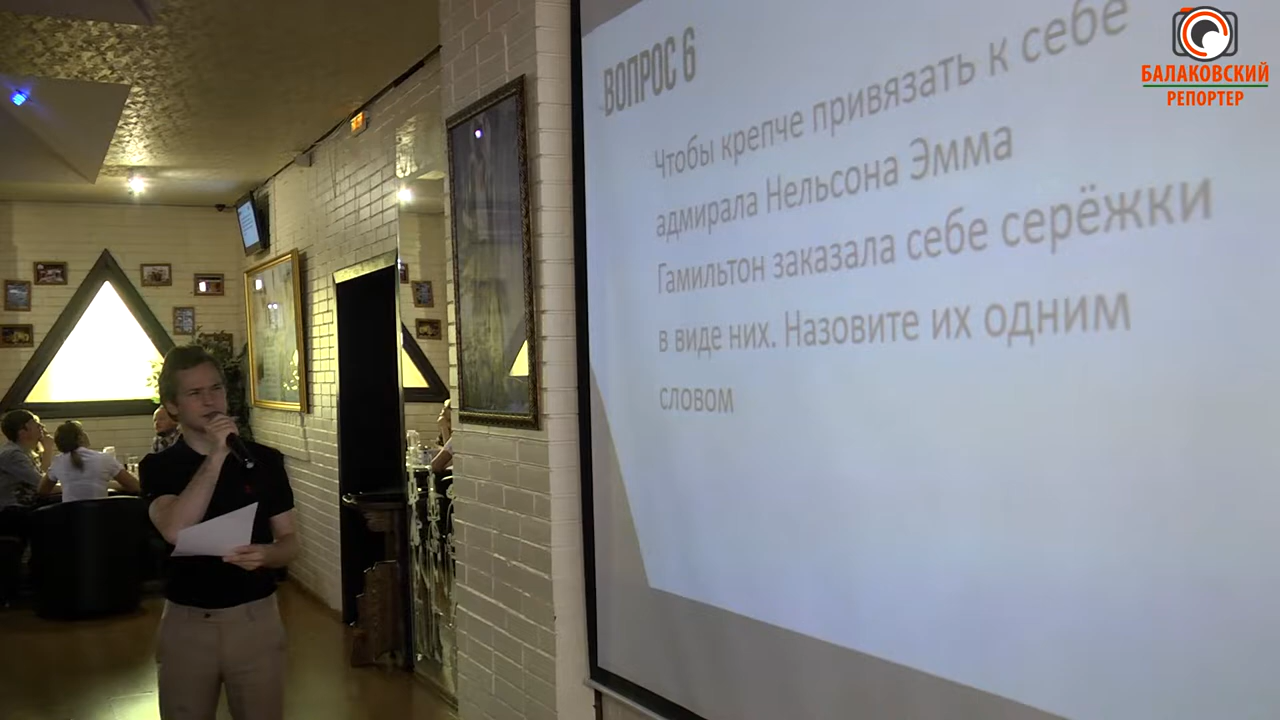 ВОПРОС 6
Чтобы крепче привязать к себе
адмирала Нельсона Эмма
Гамильтон заказала себе серёжки
в виде них. Назовите их одним
словом
БАЛАКОВСКИЙ
РЕПОРТЕР